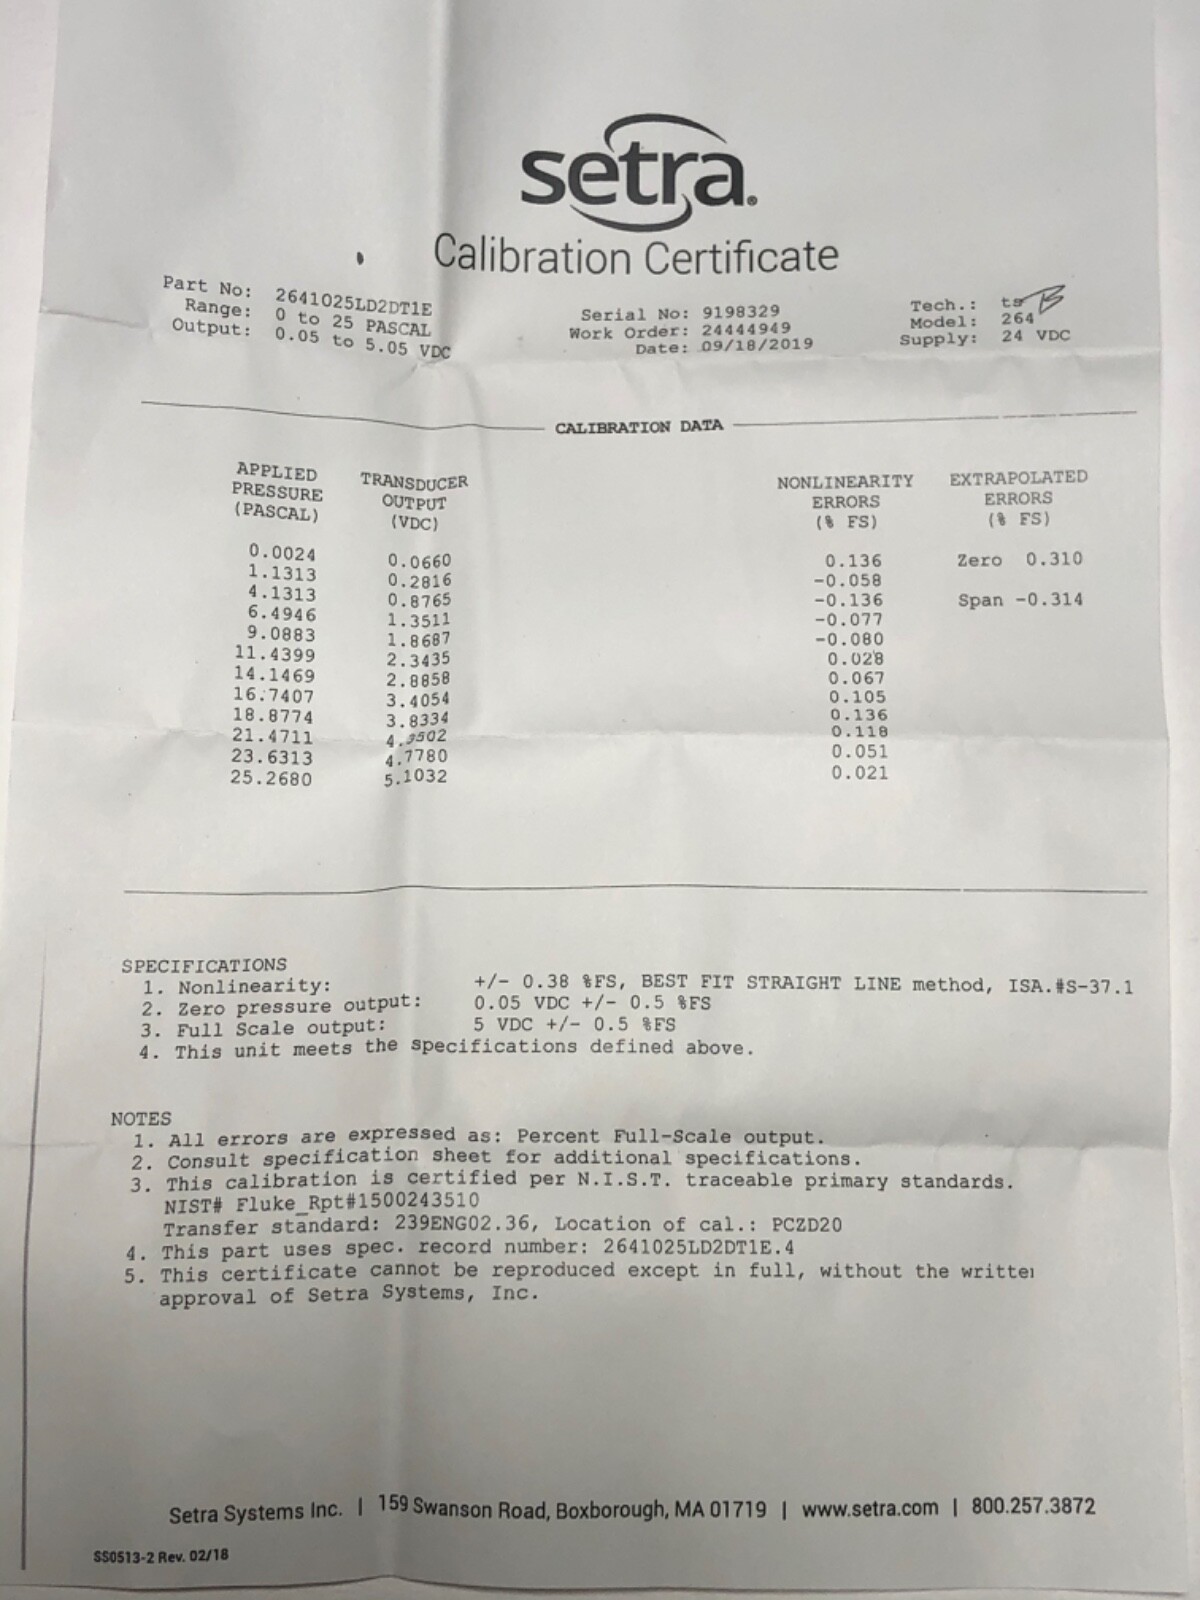 setra®
Calibration Certificate
Part No: 2641025LD2DT1E
Range: 0 to 25 PASCAL
Output: 0.05 to 5.05 VDC
Serial No: 9198329
Work Order: 24444949
Date: 09/18/2019
Tech.: ts
Model: 264
Supply: 24 VDC
CALIBRATION DATA
APPLIED PRESSURE (PASCAL) TRANSDUCER OUTPUT (VDC) NONLINEARITY ERRORS (% FS) EXTRAPOLATED ERRORS (% FS)
0.0024 0.0660 0.136 Zero 0.310
1.1313 0.2816 -0.058
4.1313 0.8765 -0.136 Span -0.314
6.4946 1.3511 -0.077
9.0883 1.8687 -0.080
11.4399 2.3435 0.028
14.1469 2.8858 0.067
16.7407 3.4054 0.105
18.8774 3.8334 0.136
21.4711 4.3502 0.118
23.6313 4.7780 0.051
25.2680 5.1032 0.021
SPECIFICATIONS
1. Nonlinearity: +/- 0.38 %FS, BEST FIT STRAIGHT LINE method, ISA.#S-37.1
2. Zero pressure output: 0.05 VDC +/- 0.5 %FS
3. Full Scale output: 5 VDC +/- 0.5 %FS
4. This unit meets the specifications defined above.
NOTES
1. All errors are expressed as: Percent Full-Scale output.
2. Consult specification sheet for additional specifications.
3. This calibration is certified per N.I.S.T. traceable primary standards.
NIST# Fluke_Rpt#1500243510
Transfer standard: 239ENG02.36, Location of cal.: PCZD20
4. This part uses spec. record number: 2641025LD2DT1E.4
5. This certificate cannot be reproduced except in full, without the written
approval of Setra Systems, Inc.
Setra Systems Inc. | 159 Swanson Road, Boxborough, MA 01719 | www.setra.com | 800.257.3872
SS0513-2 Rev. 02/18